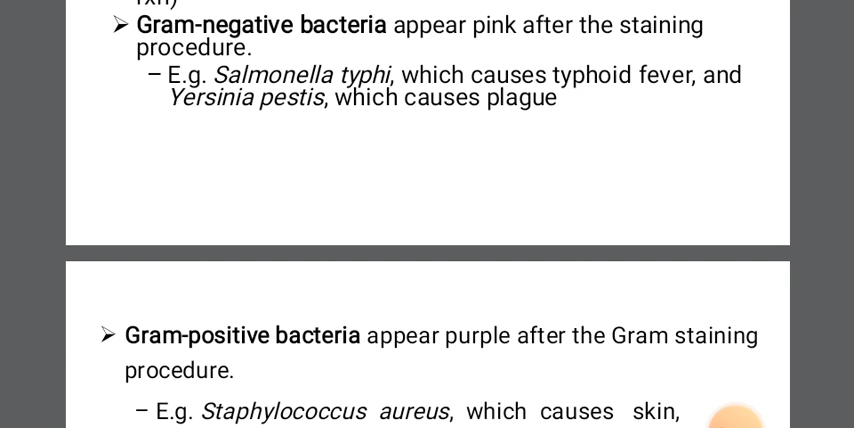 ➢ Gram-negative bacteria appear pink after the staining
procedure.
– E.g. Salmonella typhi, which causes typhoid fever, and
Yersinia pestis, which causes plague
➢ Gram-positive bacteria appear purple after the Gram staining
procedure.
– E.g. Staphylococcus aureus, which causes skin,